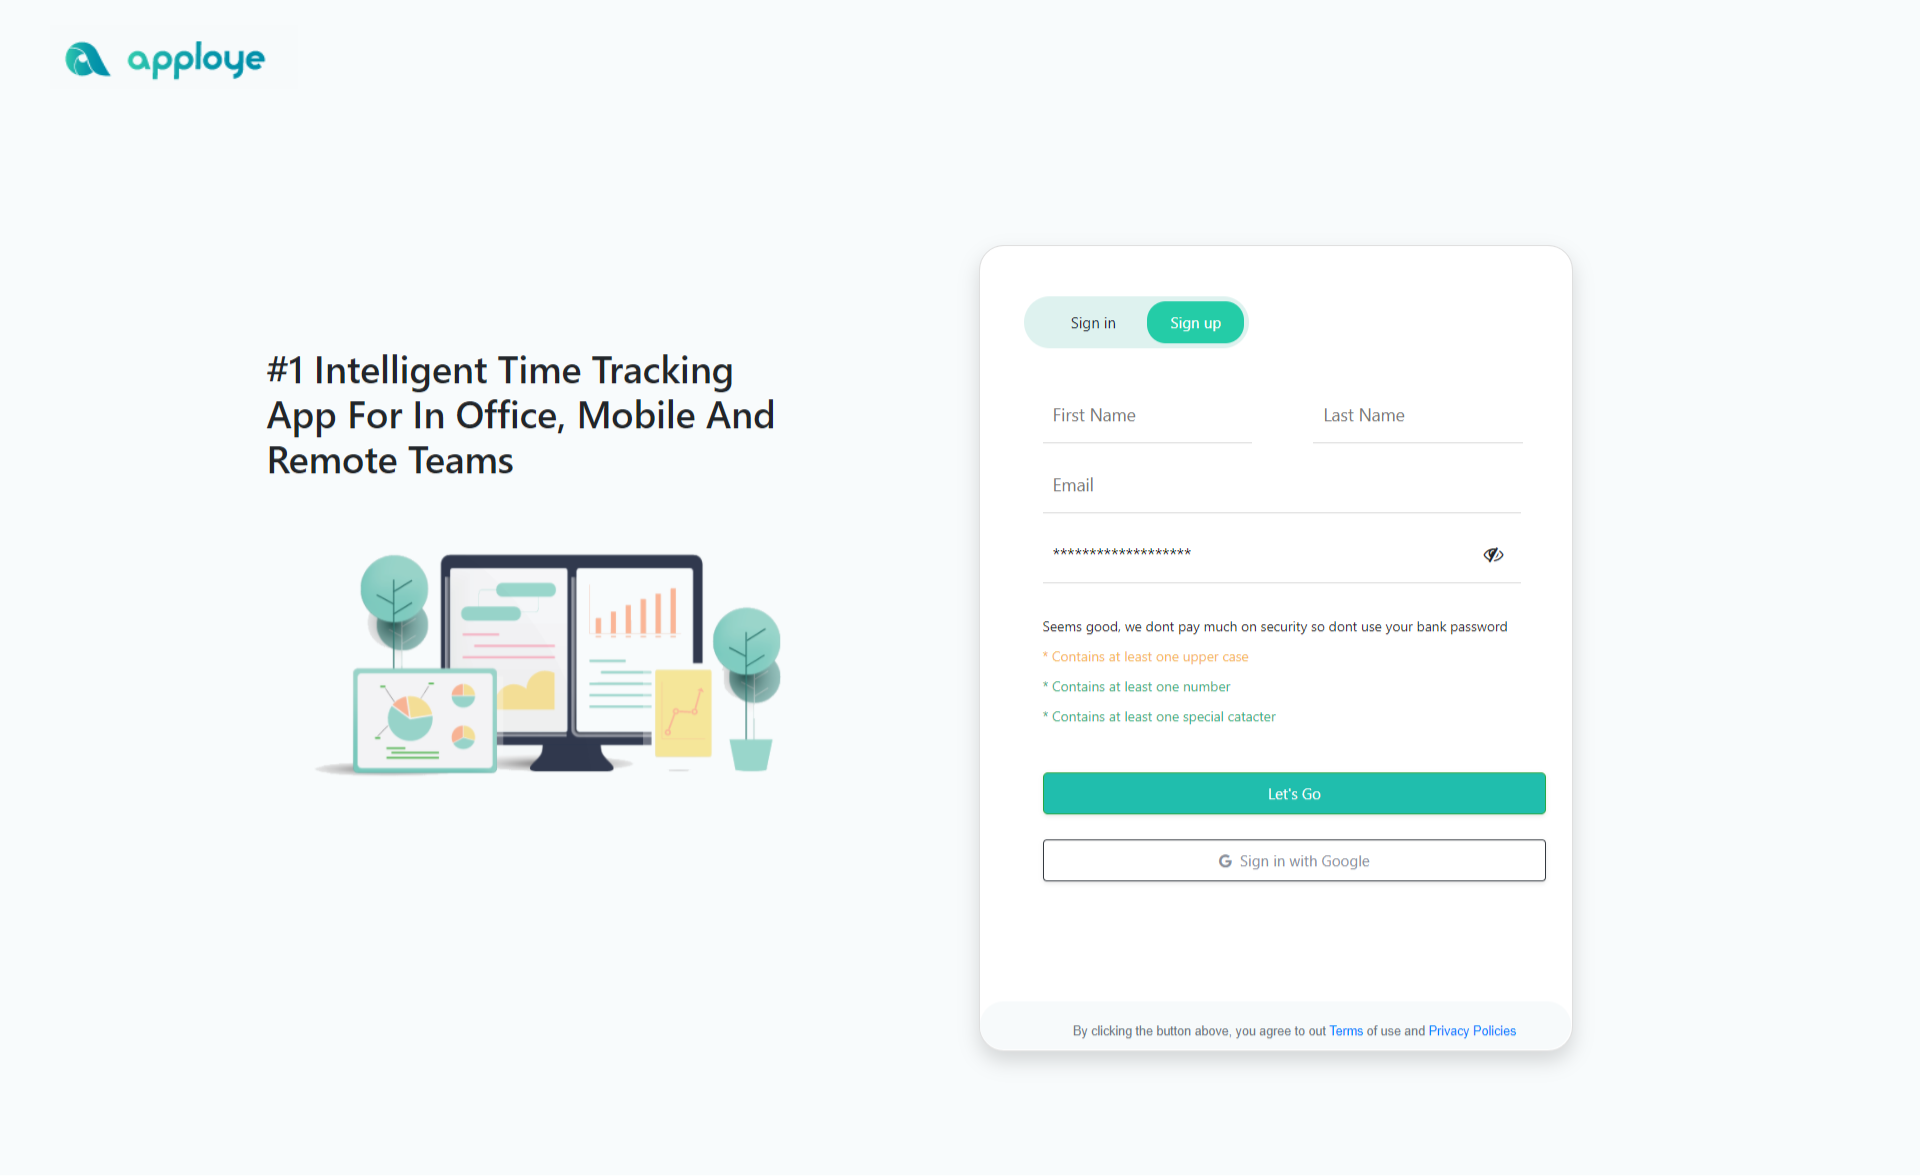 apploye
#1 Intelligent Time Tracking
App For In Office, Mobile And
Remote Teams
Sign in Sign up
First Name Last Name
Email
*******************
Seems good, we dont pay much on security so dont use your bank password
* Contains at least one upper case
* Contains at least one number
* Contains at least one special catacter
Let's Go
G Sign in with Google
By clicking the button above, you agree to out Terms of use and Privacy Policies